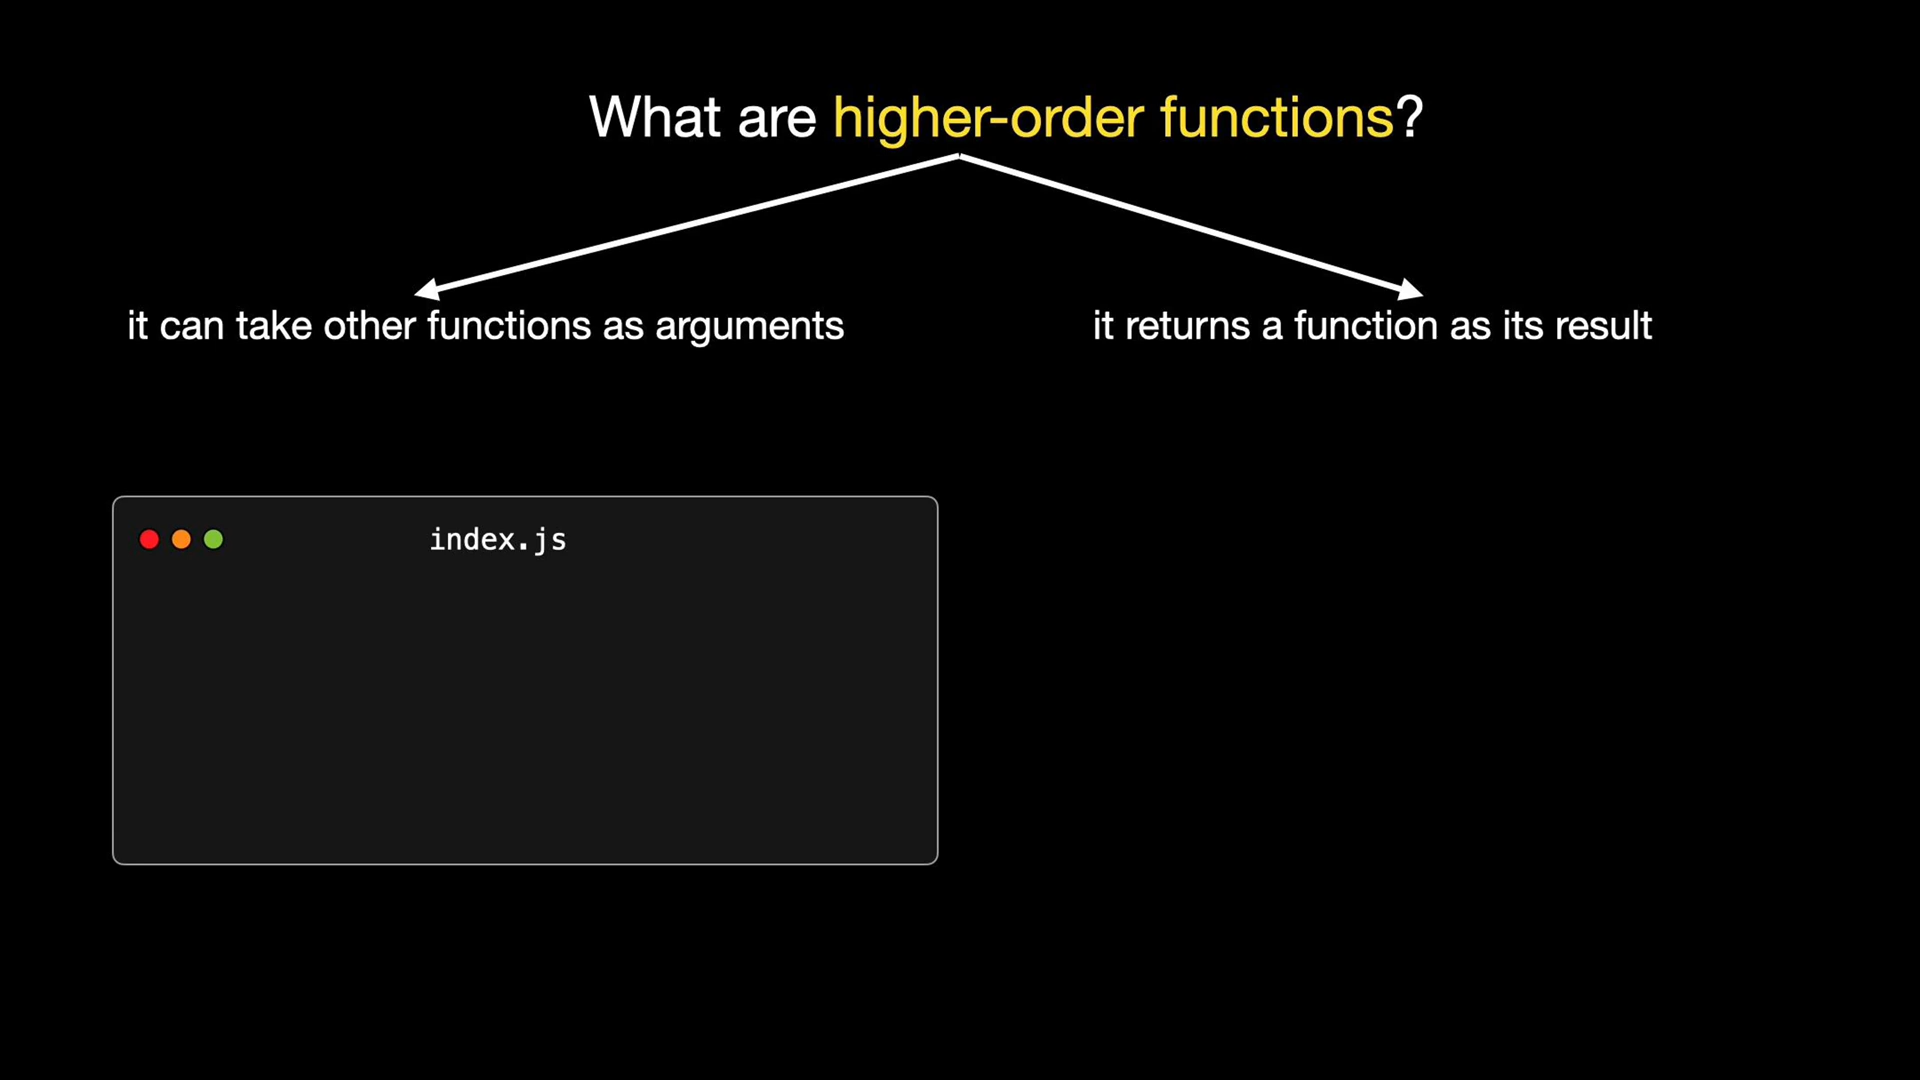 What are higher-order functions?
it can take other functions as arguments
it returns a function as its result
index.js